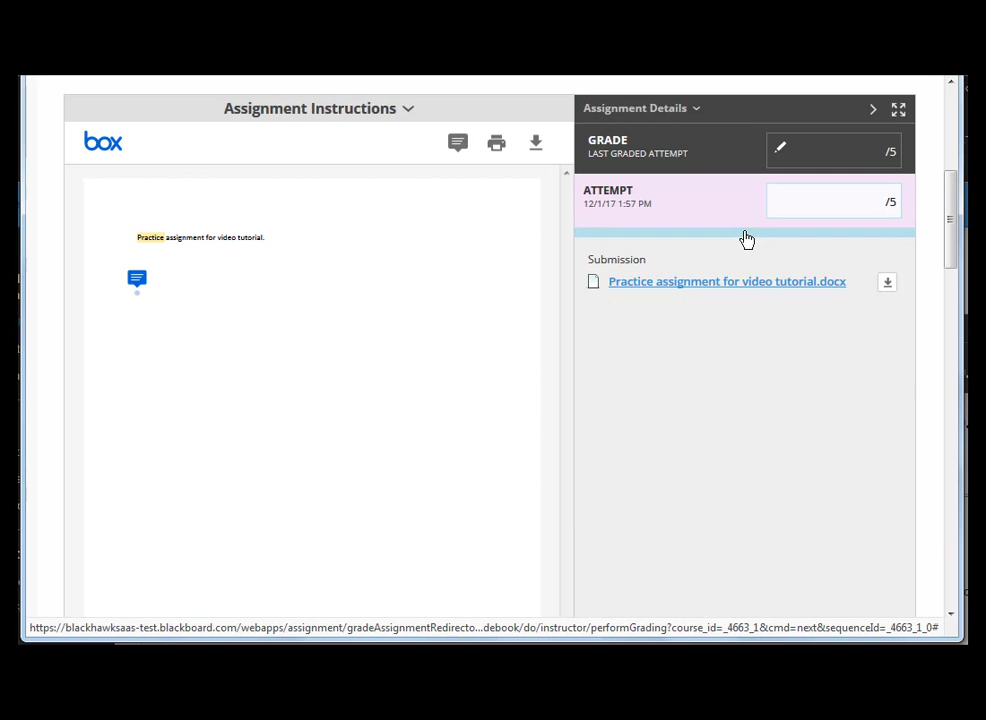 Assignment Instructions
box
Practice assignment for video tutorial.
Assignment Details
GRADE
LAST GRADED ATTEMPT
/5
ATTEMPT
12/1/17 1:57 PM
/5
Submission
Practice assignment for video tutorial.docx
https://blackhawksaas-test.blackboard.com/webapps/assignment/gradeAssignmentRedirecto...debook/do/instructor/performGrading?course_id=_4663_1&cmd=next&sequenceId=_4663_1_0#